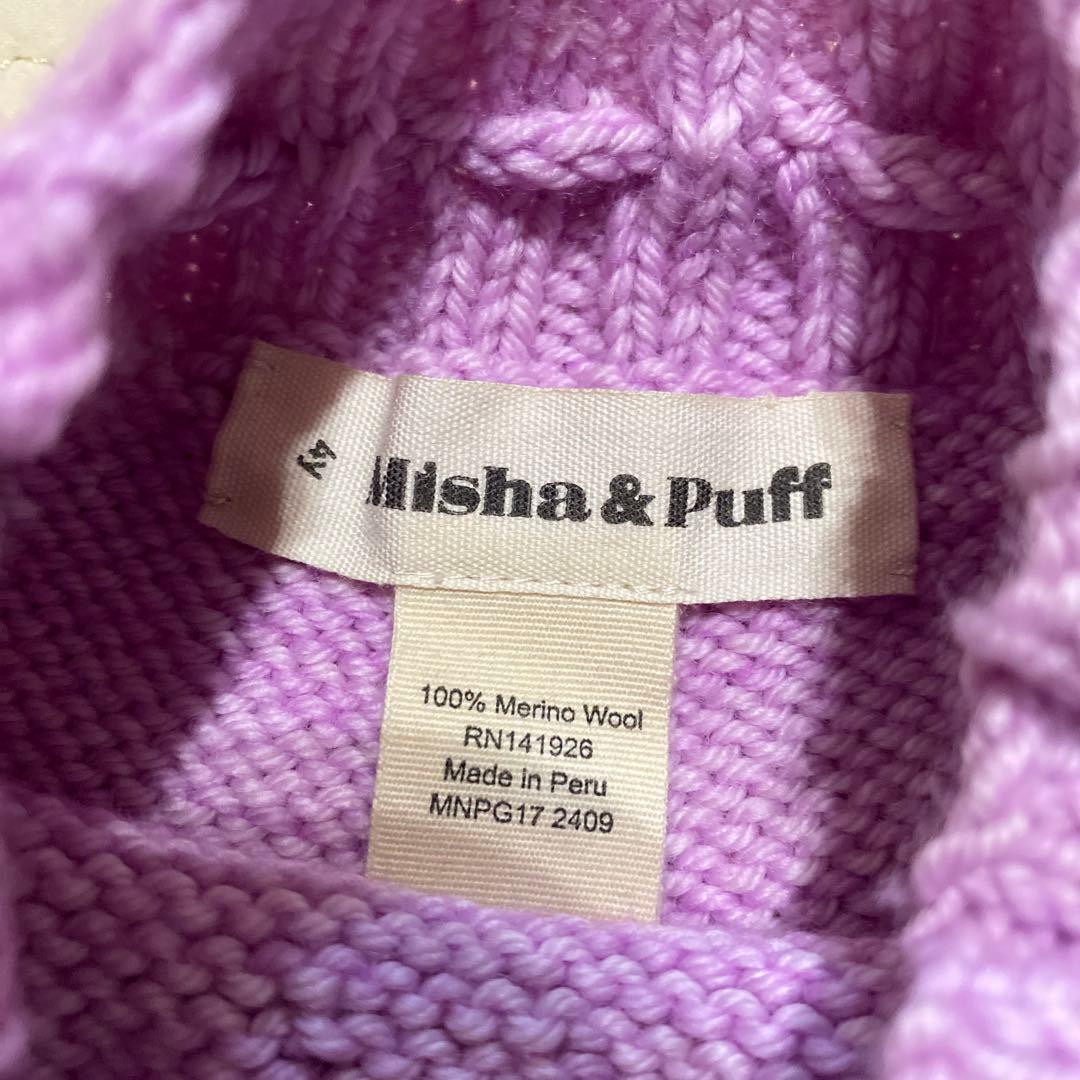 4y
Misha & Puff
100% Merino Wool
RN141926
Made in Peru
MNPG17 2409